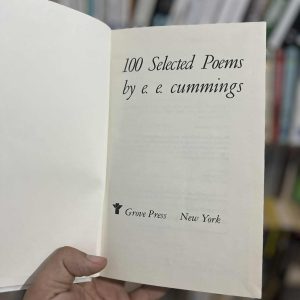 100 Selected Poems
by e. e. cummings
Grove Press New York